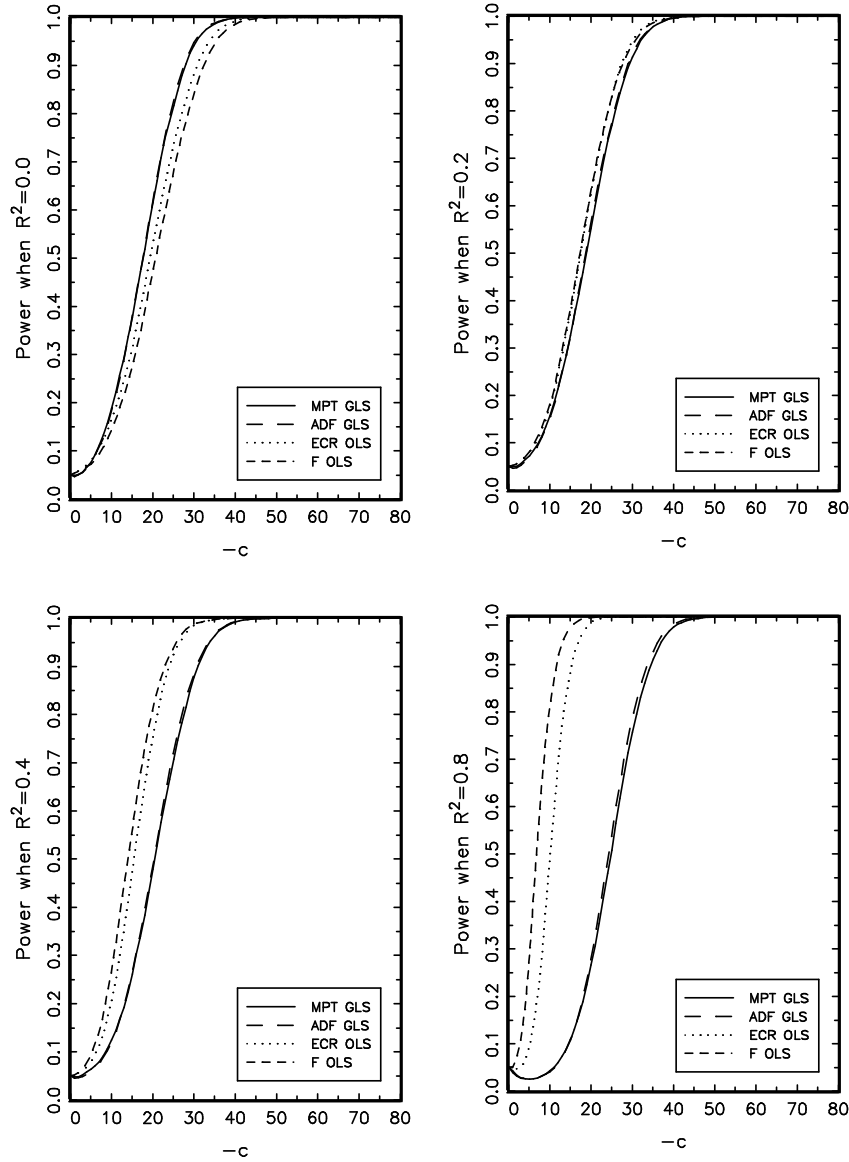 Power when R²=0.0
1.0
0.9
0.8
0.7
0.6
0.5
0.4
0.3
0.2
0.1
0.0
MPT GLS
ADF GLS
ECR OLS
F OLS
0 10 20 30 40 50 60 70 80
−c
Power when R²=0.2
1.0
0.9
0.8
0.7
0.6
0.5
0.4
0.3
0.2
0.1
0.0
MPT GLS
ADF GLS
ECR OLS
F OLS
0 10 20 30 40 50 60 70 80
−c
Power when R²=0.4
1.0
0.9
0.8
0.7
0.6
0.5
0.4
0.3
0.2
0.1
0.0
MPT GLS
ADF GLS
ECR OLS
F OLS
0 10 20 30 40 50 60 70 80
−c
Power when R²=0.8
1.0
0.9
0.8
0.7
0.6
0.5
0.4
0.3
0.2
0.1
0.0
MPT GLS
ADF GLS
ECR OLS
F OLS
0 10 20 30 40 50 60 70 80
−c